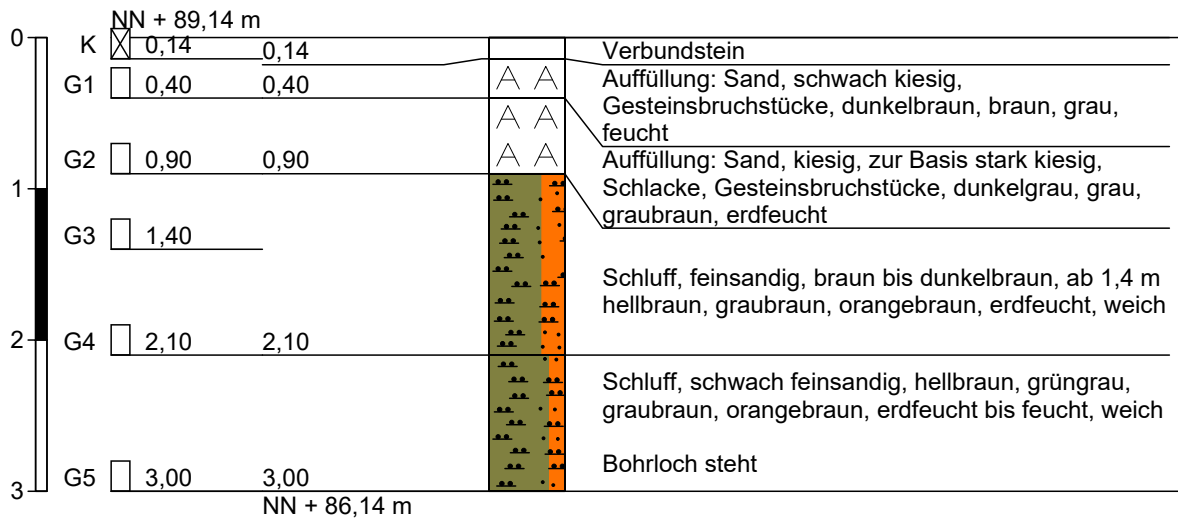 NN + 89,14 m
0
K 0,14 0,14 Verbundstein
G1 0,40 0,40 Auffüllung: Sand, schwach kiesig,
Gesteinsbruchstücke, dunkelbraun, braun, grau,
feucht
A A
A A
A A
G2 0,90 0,90 Auffüllung: Sand, kiesig, zur Basis stark kiesig,
Schlacke, Gesteinsbruchstücke, dunkelgrau, grau,
graubraun, erdfeucht
1
G3 1,40
Schluff, feinsandig, braun bis dunkelbraun, ab 1,4 m
hellbraun, graubraun, orangebraun, erdfeucht, weich
2
G4 2,10 2,10
Schluff, schwach feinsandig, hellbraun, grüngrau,
graubraun, orangebraun, erdfeucht bis feucht, weich
Bohrloch steht
3 G5 3,00 3,00
NN + 86,14 m